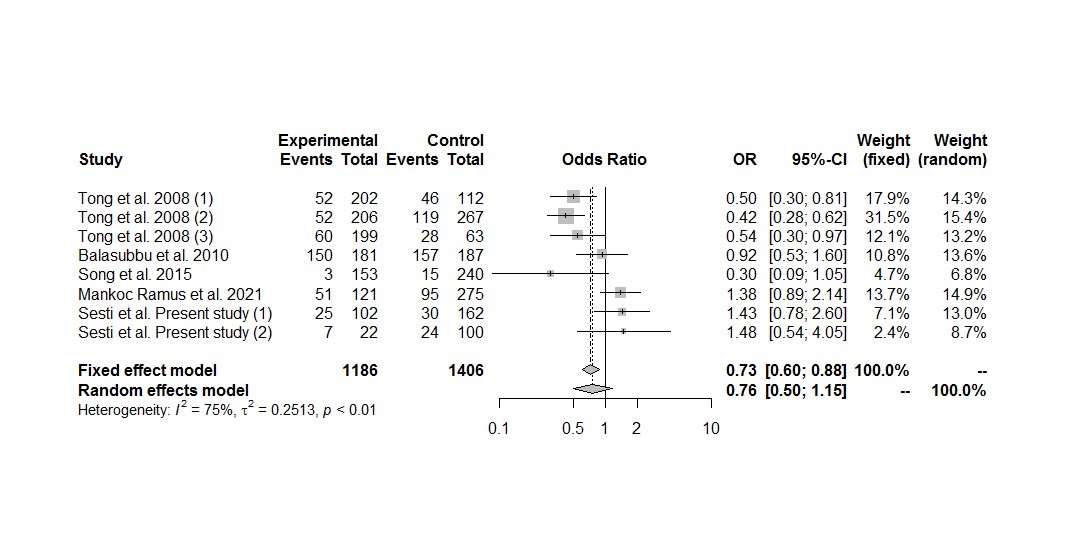 Experimental Control Weight Weight
Study Events Total Events Total Odds Ratio OR 95%-CI (fixed) (random)
Tong et al. 2008 (1) 52 202 46 112 0.50 [0.30; 0.81] 17.9% 14.3%
Tong et al. 2008 (2) 52 206 119 267 0.42 [0.28; 0.62] 31.5% 15.4%
Tong et al. 2008 (3) 60 199 28 63 0.54 [0.30; 0.97] 12.1% 13.2%
Balasubbu et al. 2010 150 181 157 187 0.92 [0.53; 1.60] 10.8% 13.6%
Song et al. 2015 3 153 15 240 0.30 [0.09; 1.05] 4.7% 6.8%
Mankoc Ramus et al. 2021 51 121 95 275 1.38 [0.89; 2.14] 13.7% 14.9%
Sesti et al. Present study (1) 25 102 30 162 1.43 [0.78; 2.60] 7.1% 13.0%
Sesti et al. Present study (2) 7 22 24 100 1.48 [0.54; 4.05] 2.4% 8.7%
Fixed effect model 1186 1406 0.73 [0.60; 0.88] 100.0% --
Random effects model 0.76 [0.50; 1.15] -- 100.0%
Heterogeneity: I² = 75%, τ² = 0.2513, p < 0.01
0.1 0.5 1 2 10